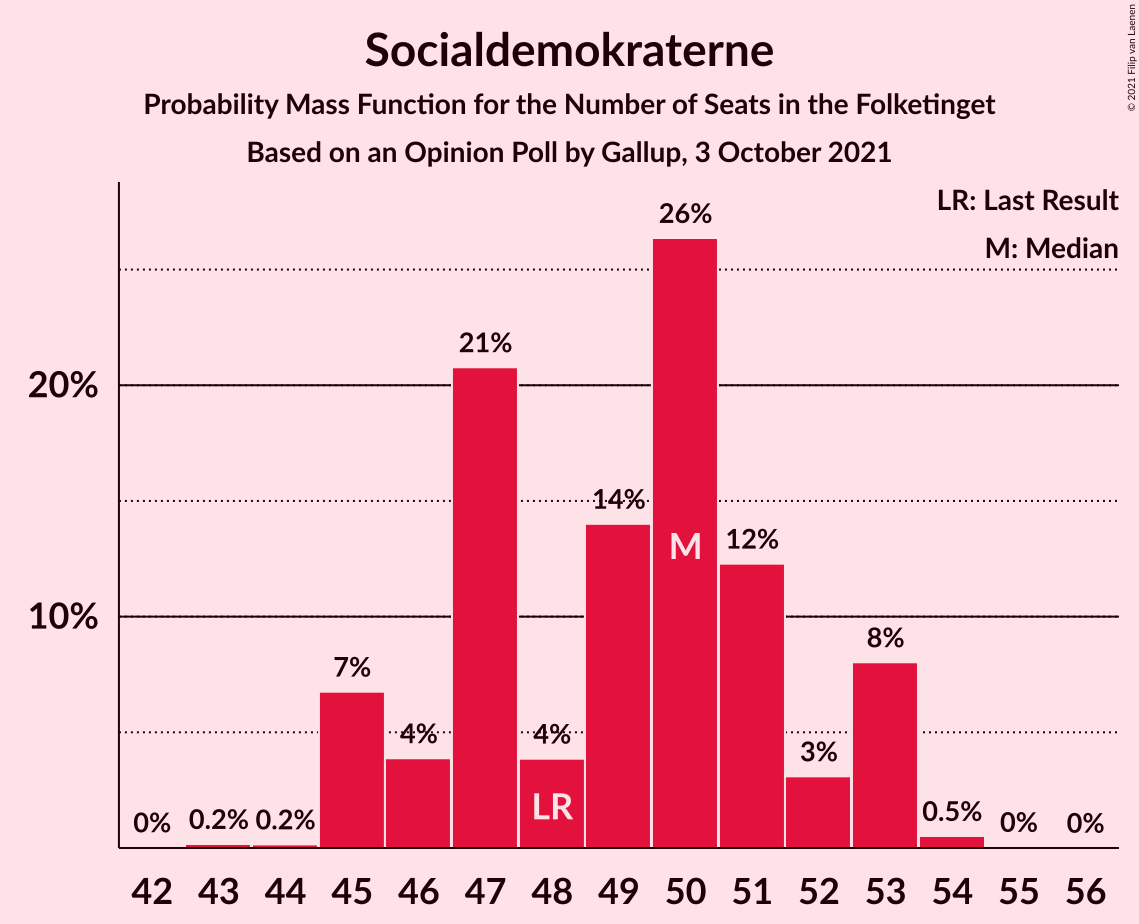 Socialdemokraterne
Probability Mass Function for the Number of Seats in the Folketinget
Based on an Opinion Poll by Gallup, 3 October 2021
© 2021 Filip van Laenen
LR: Last Result
M: Median
20%
10%
0%
0.2%
0.2%
7%
4%
21%
4%
14%
26%
12%
3%
8%
0.5%
0%
0%
LR
M
42 43 44 45 46 47 48 49 50 51 52 53 54 55 56